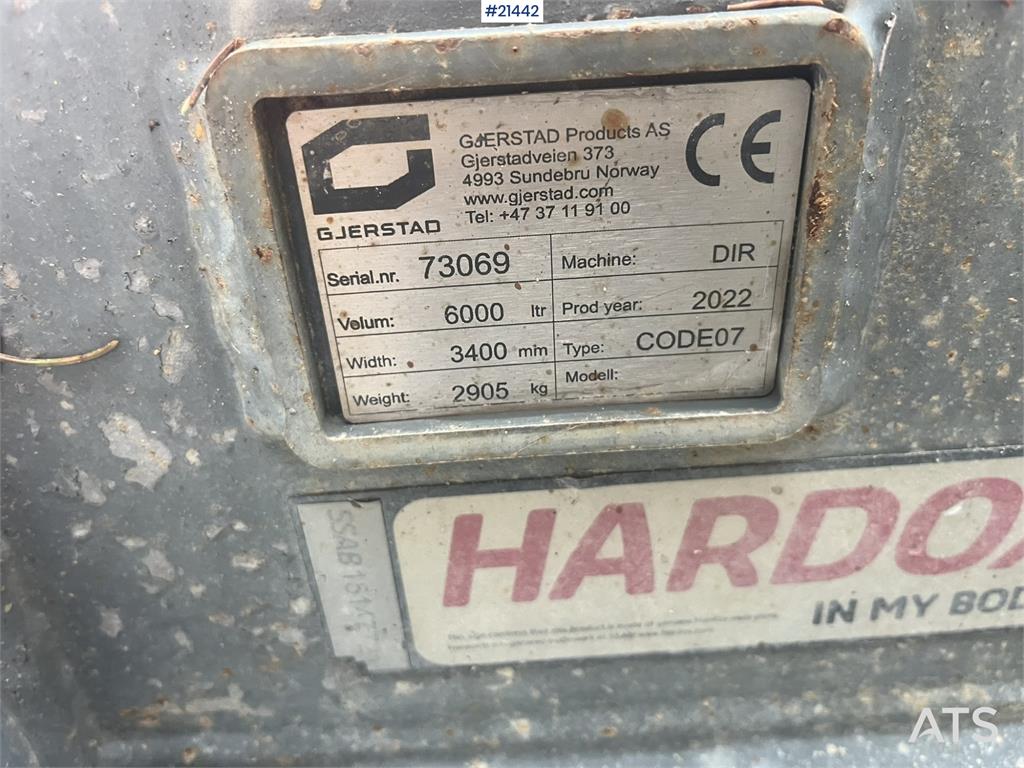 #21442
GJERSTAD
GJERSTAD Products AS
Gjerstadveien 373
4993 Sundebru Norway
www.gjerstad.com
Tel: +47 37 11 91 00
CE
Serial.nr. 73069
Machine: DIR
Volum: 6000 ltr
Prod year: 2022
Width: 3400 mm
Type: CODE07
Weight: 2905 kg
Modell:
HARDOX
IN MY BOD
ATS